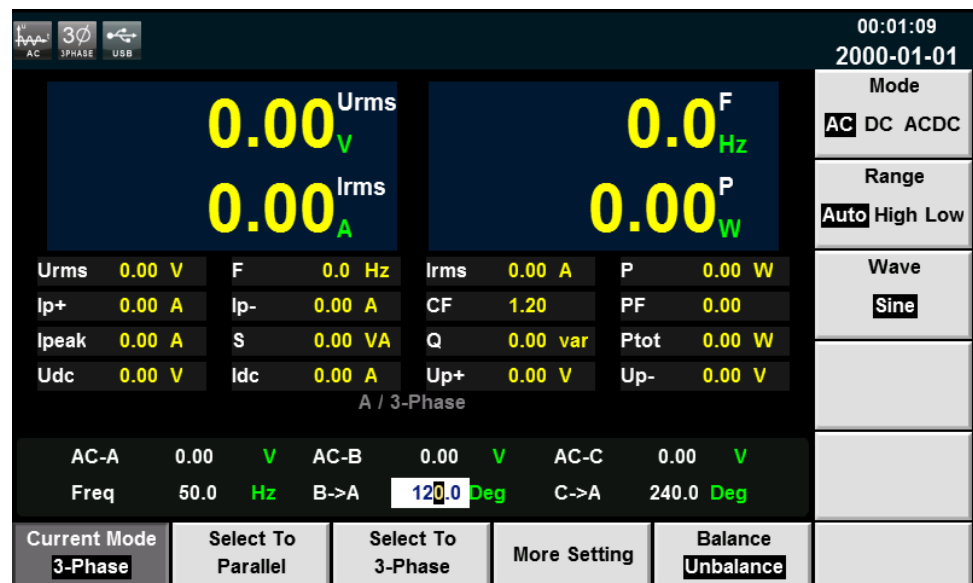 AC 3Ø 3PHASE USB
00:01:09
2000-01-01
0.00 Urms V 0.0 F Hz
0.00 Irms A 0.00 P W
Urms 0.00 V F 0.0 Hz Irms 0.00 A P 0.00 W
Ip+ 0.00 A Ip- 0.00 A CF 1.20 PF 0.00
Ipeak 0.00 A S 0.00 VA Q 0.00 var Ptot 0.00 W
Udc 0.00 V Idc 0.00 A Up+ 0.00 V Up- 0.00 V
A / 3-Phase
AC-A 0.00 V AC-B 0.00 V AC-C 0.00 V
Freq 50.0 Hz B->A 120.0 Deg C->A 240.0 Deg
Mode
AC DC ACDC
Range
Auto High Low
Wave
Sine
Current Mode
3-Phase
Select To
Parallel
Select To
3-Phase
More Setting
Balance
Unbalance